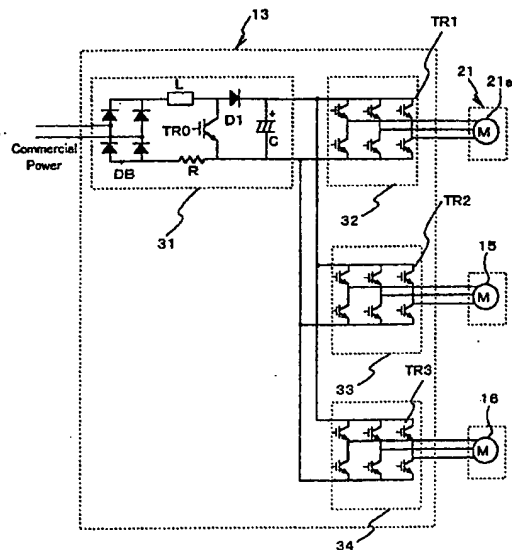 13
TR1
L
D1
+
C
TR0
Commercial
Power
DB
R
31
32
21
21a
M
TR2
15
M
33
TR3
16
M
34